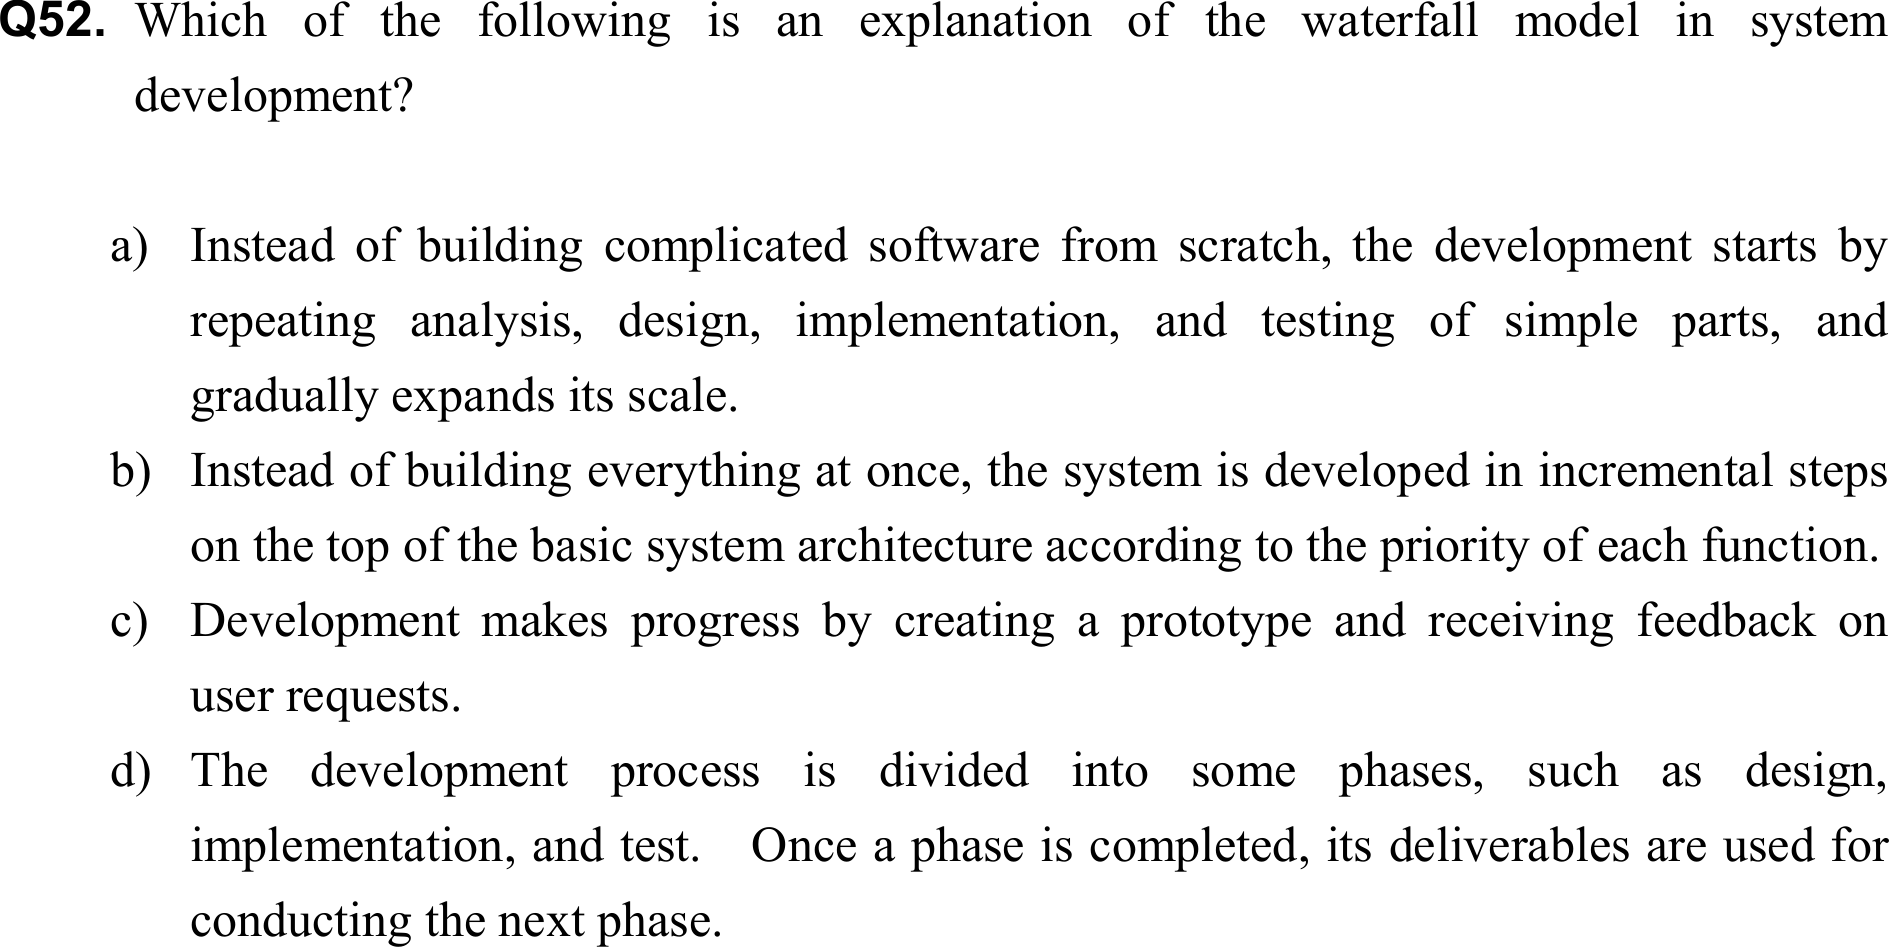 Q52. Which of the following is an explanation of the waterfall model in system
development?
a) Instead of building complicated software from scratch, the development starts by
repeating analysis, design, implementation, and testing of simple parts, and
gradually expands its scale.
b) Instead of building everything at once, the system is developed in incremental steps
on the top of the basic system architecture according to the priority of each function.
c) Development makes progress by creating a prototype and receiving feedback on
user requests.
d) The development process is divided into some phases, such as design,
implementation, and test. Once a phase is completed, its deliverables are used for
conducting the next phase.